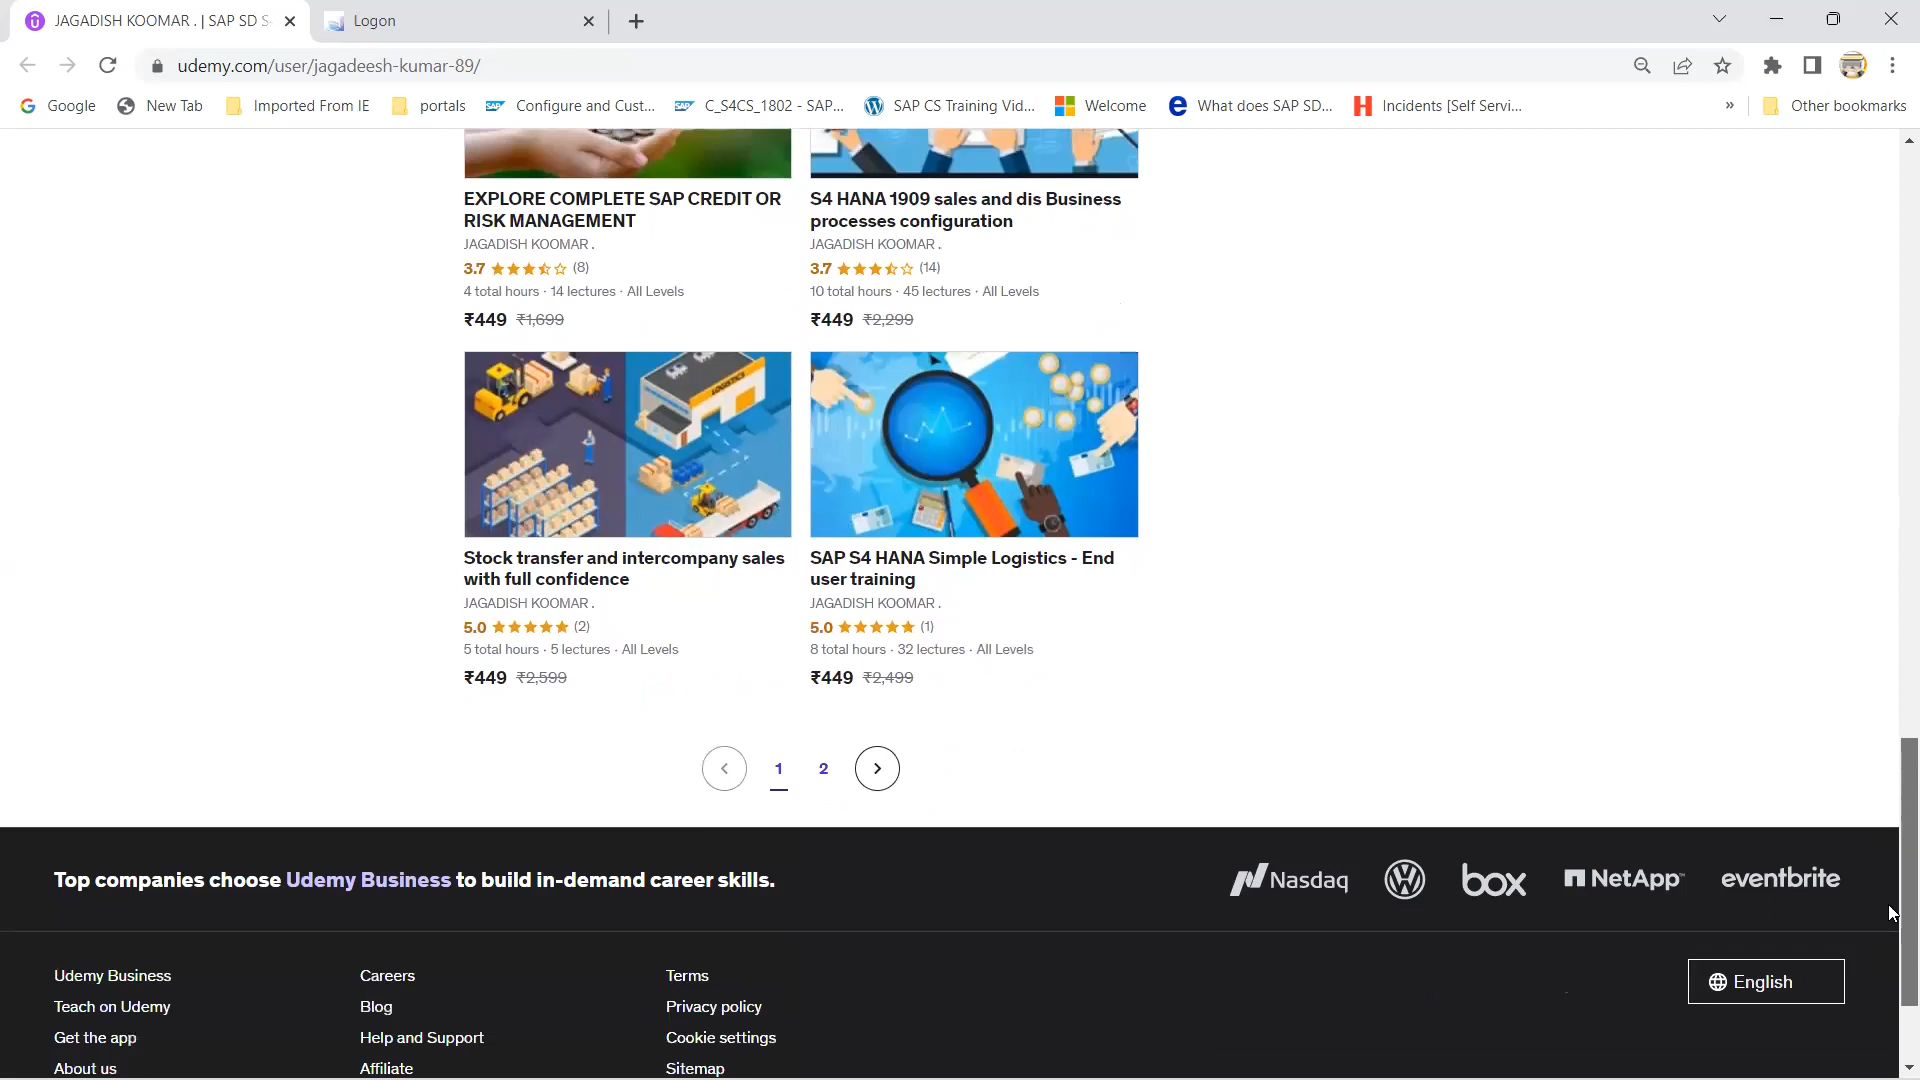 JAGADISH KOOMAR . | SAP SD S
Logon
udemy.com/user/jagadeesh-kumar-89/
Google
New Tab
Imported From IE
portals
Configure and Cust...
C_S4CS_1802 - SAP...
SAP CS Training Vid...
Welcome
What does SAP SD...
Incidents [Self Servi...
»
Other bookmarks
EXPLORE COMPLETE SAP CREDIT OR
RISK MANAGEMENT
JAGADISH KOOMAR .
3.7 (8)
4 total hours · 14 lectures · All Levels
₹449 ₹1,699
S4 HANA 1909 sales and dis Business
processes configuration
JAGADISH KOOMAR .
3.7 (14)
10 total hours · 45 lectures · All Levels
₹449 ₹2,299
LOGISTICS
Stock transfer and intercompany sales
with full confidence
JAGADISH KOOMAR .
5.0 (2)
5 total hours · 5 lectures · All Levels
₹449 ₹2,599
SAP S4 HANA Simple Logistics - End
user training
JAGADISH KOOMAR .
5.0 (1)
8 total hours · 32 lectures · All Levels
₹449 ₹2,499
1 2
Top companies choose Udemy Business to build in-demand career skills.
Nasdaq
box
NetApp
eventbrite
Udemy Business
Teach on Udemy
Get the app
About us
Careers
Blog
Help and Support
Affiliate
Terms
Privacy policy
Cookie settings
Sitemap
English